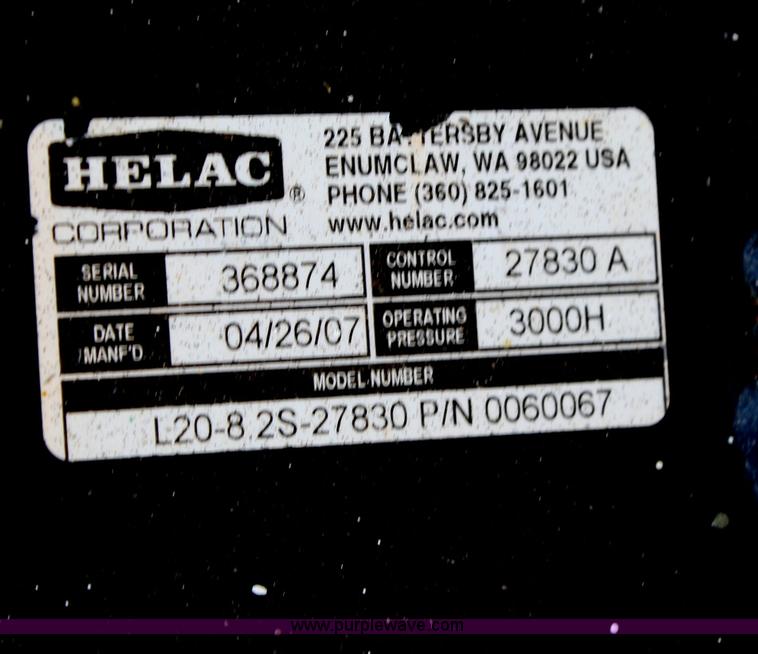 HELAC ®
CORPORATION
225 BATTERSBY AVENUE
ENUMCLAW, WA 98022 USA
PHONE (360) 825-1601
www.helac.com
SERIAL NUMBER 368874
CONTROL NUMBER 27830 A
DATE MANF'D 04/26/07
OPERATING PRESSURE 3000H
MODEL NUMBER
L20-8.2S-27830 P/N 0060067
www.purplewave.com